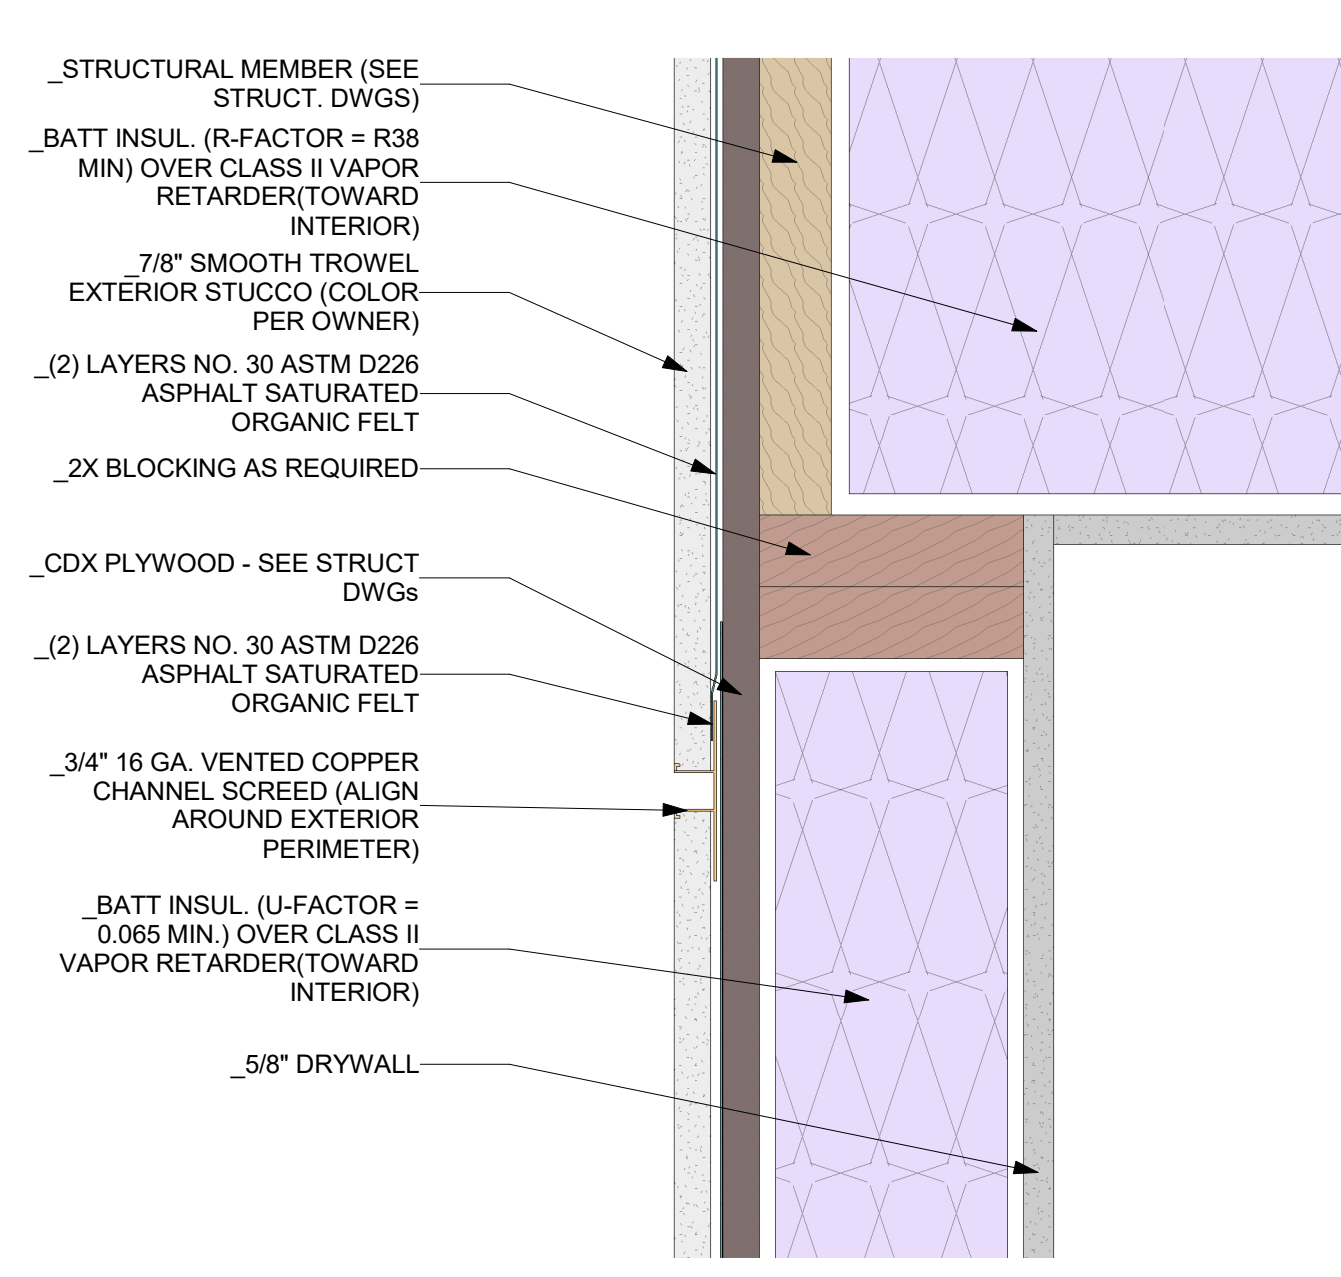 _STRUCTURAL MEMBER (SEE
STRUCT. DWGS)
_BATT INSUL. (R-FACTOR = R38
MIN) OVER CLASS II VAPOR
RETARDER(TOWARD
INTERIOR)
_7/8" SMOOTH TROWEL
EXTERIOR STUCCO (COLOR
PER OWNER)
_(2) LAYERS NO. 30 ASTM D226
ASPHALT SATURATED
ORGANIC FELT
_2X BLOCKING AS REQUIRED
_CDX PLYWOOD - SEE STRUCT
DWGs
_(2) LAYERS NO. 30 ASTM D226
ASPHALT SATURATED
ORGANIC FELT
_3/4" 16 GA. VENTED COPPER
CHANNEL SCREED (ALIGN
AROUND EXTERIOR
PERIMETER)
_BATT INSUL. (U-FACTOR =
0.065 MIN.) OVER CLASS II
VAPOR RETARDER(TOWARD
INTERIOR)
_5/8" DRYWALL